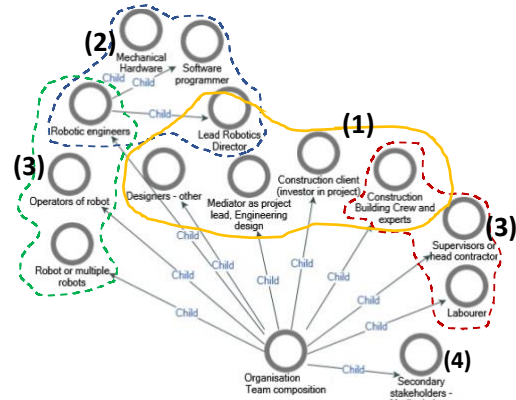 (2)
Mechanical
Hardware
Software
programmer
Child
Child
Child
Robotic engineers
Lead Robotics
Director
(1)
(3)
Operators of robot
Designers - other
Mediator as project
lead, Engineering
design
Construction client
(investor in project)
Construction
Building Crew and
experts
(3)
Supervisors or
head contractor
Robot or multiple
robots
Labourer
Child
Child
Child
Child
Child
Child
Child
Child
Child
Child
Organisation
Team composition
(4)
Secondary
stakeholders -